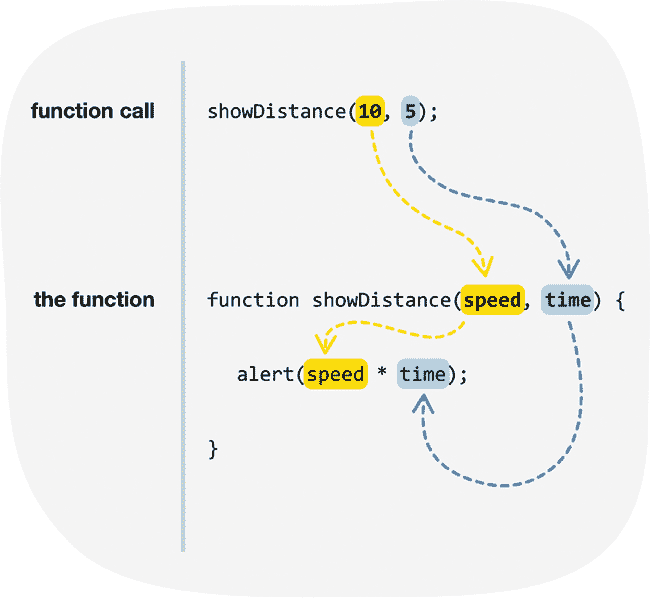 function call showDistance(10, 5);
the function function showDistance(speed, time) {
alert(speed * time);
}